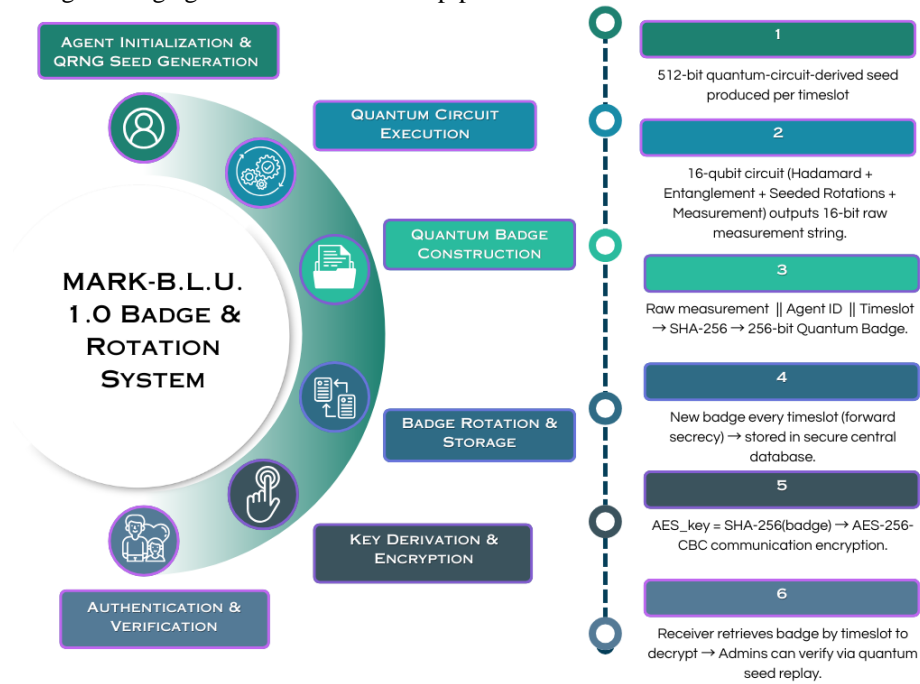 AGENT INITIALIZATION &
QRNG SEED GENERATION
QUANTUM CIRCUIT
EXECUTION
QUANTUM BADGE
CONSTRUCTION
MARK-B.L.U.
1.0 BADGE &
ROTATION
SYSTEM
BADGE ROTATION &
STORAGE
KEY DERIVATION &
ENCRYPTION
AUTHENTICATION &
VERIFICATION
1
512-bit quantum-circuit-derived seed
produced per timeslot
2
16-qubit circuit (Hadamard +
Entanglement + Seeded Rotations +
Measurement) outputs 16-bit raw
measurement string.
3
Raw measurement || Agent ID || Timeslot
→ SHA-256 → 256-bit Quantum Badge.
4
New badge every timeslot (forward
secrecy) → stored in secure central
database.
5
AES_key = SHA-256(badge) → AES-256-
CBC communication encryption.
6
Receiver retrieves badge by timeslot to
decrypt → Admins can verify via quantum
seed replay.